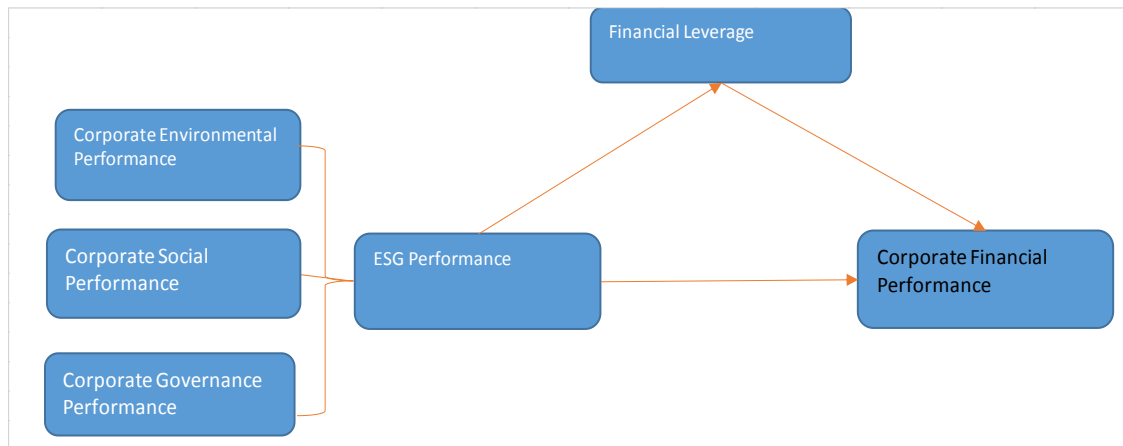 Financial Leverage
Corporate Environmental
Performance
Corporate Social
Performance
ESG Performance
Corporate Financial
Performance
Corporate Governance
Performance